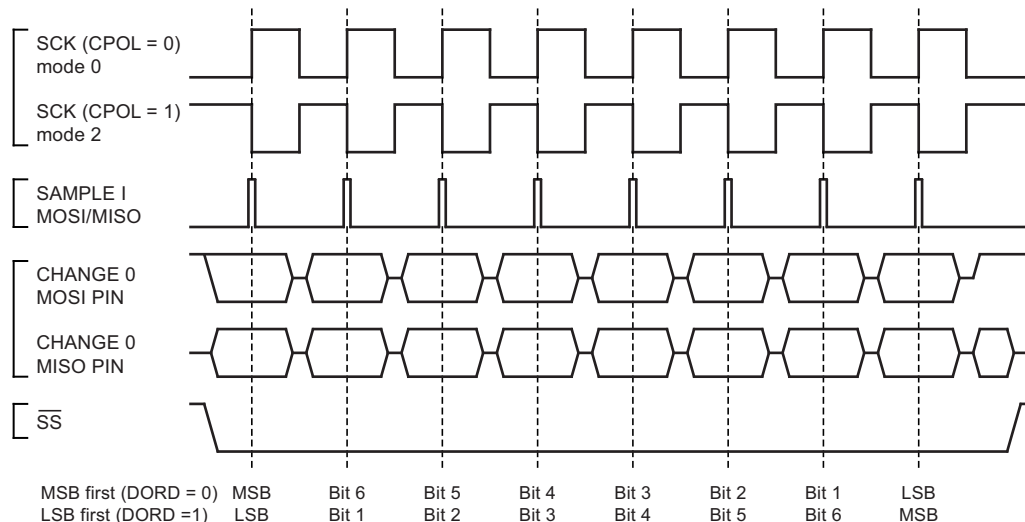 SCK (CPOL = 0)
mode 0
SCK (CPOL = 1)
mode 2
SAMPLE I
MOSI/MISO
CHANGE 0
MOSI PIN
CHANGE 0
MISO PIN
SS
MSB first (DORD = 0) MSB Bit 6 Bit 5 Bit 4 Bit 3 Bit 2 Bit 1 LSB
LSB first (DORD =1) LSB Bit 1 Bit 2 Bit 3 Bit 4 Bit 5 Bit 6 MSB